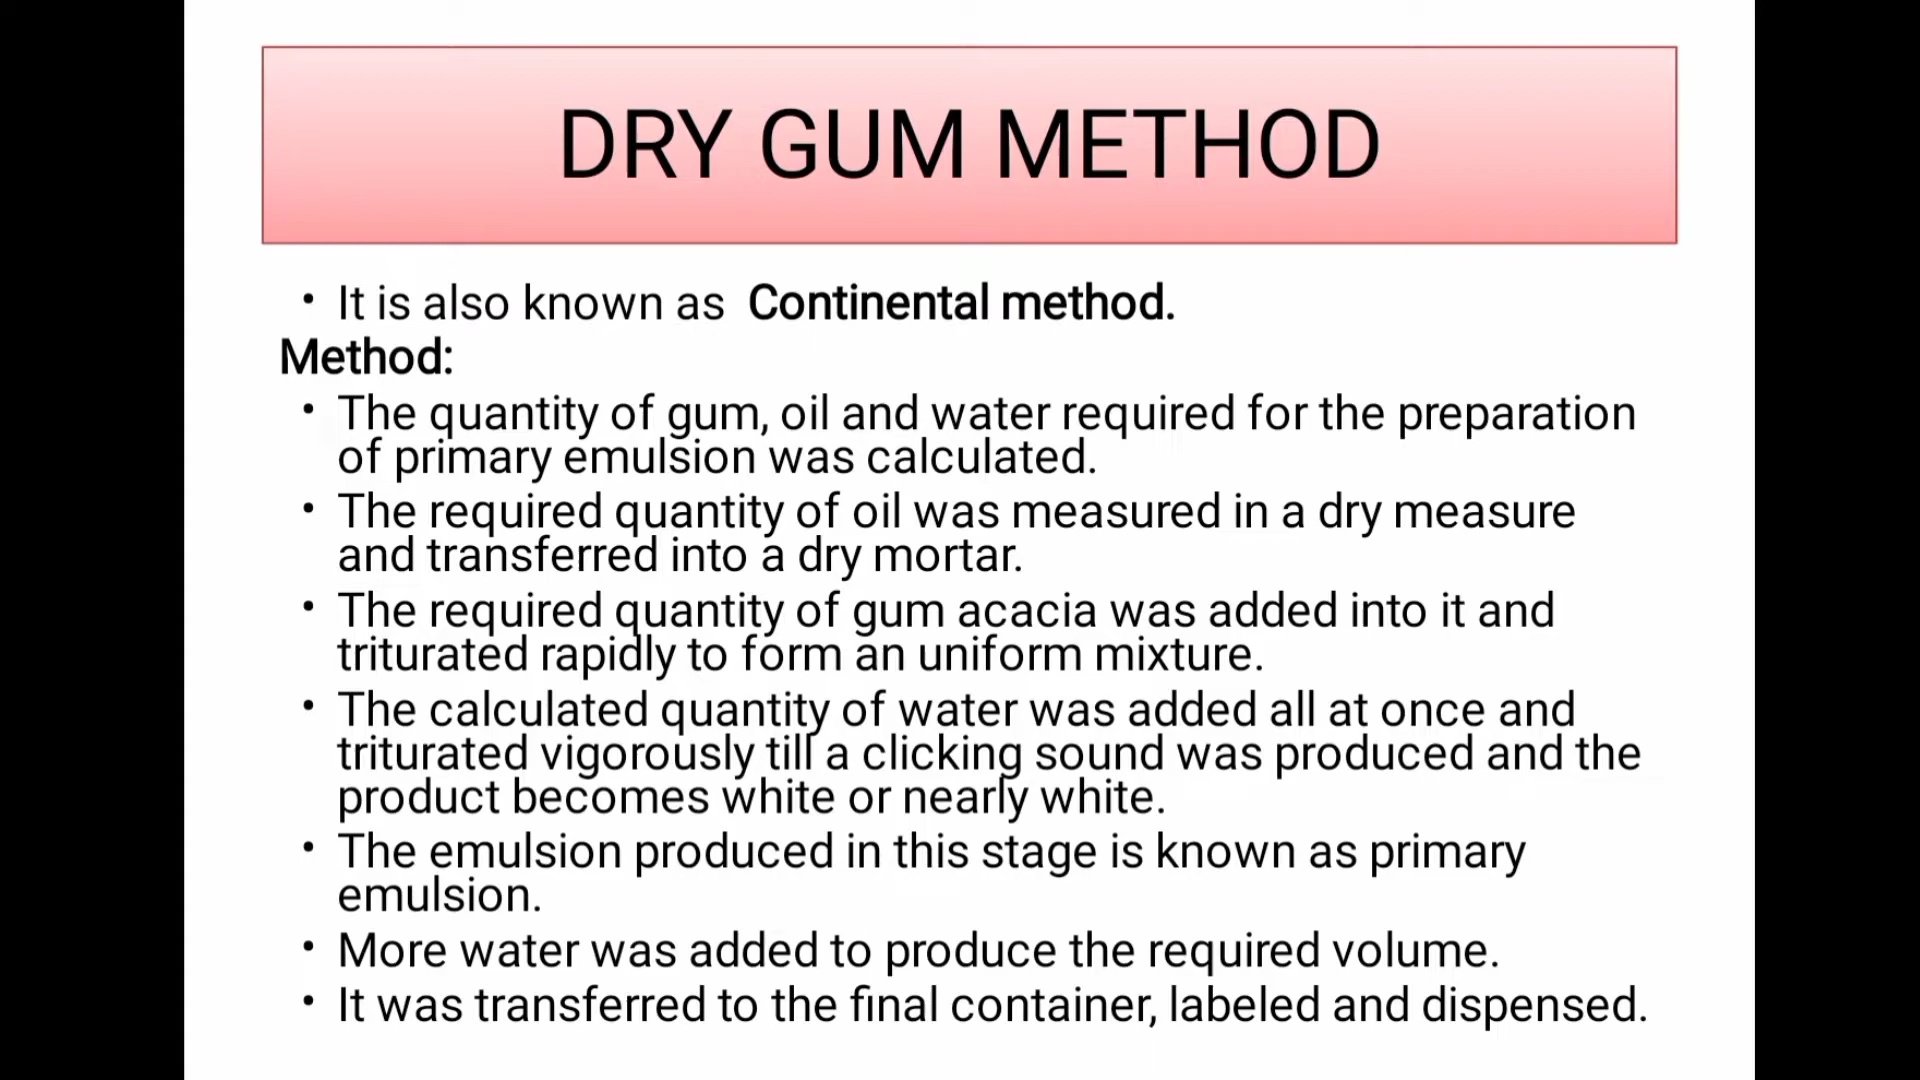 DRY GUM METHOD
• It is also known as Continental method.
Method:
• The quantity of gum, oil and water required for the preparation
of primary emulsion was calculated.
• The required quantity of oil was measured in a dry measure
and transferred into a dry mortar.
• The required quantity of gum acacia was added into it and
triturated rapidly to form an uniform mixture.
• The calculated quantity of water was added all at once and
triturated vigorously till a clicking sound was produced and the
product becomes white or nearly white.
• The emulsion produced in this stage is known as primary
emulsion.
• More water was added to produce the required volume.
• It was transferred to the final container, labeled and dispensed.